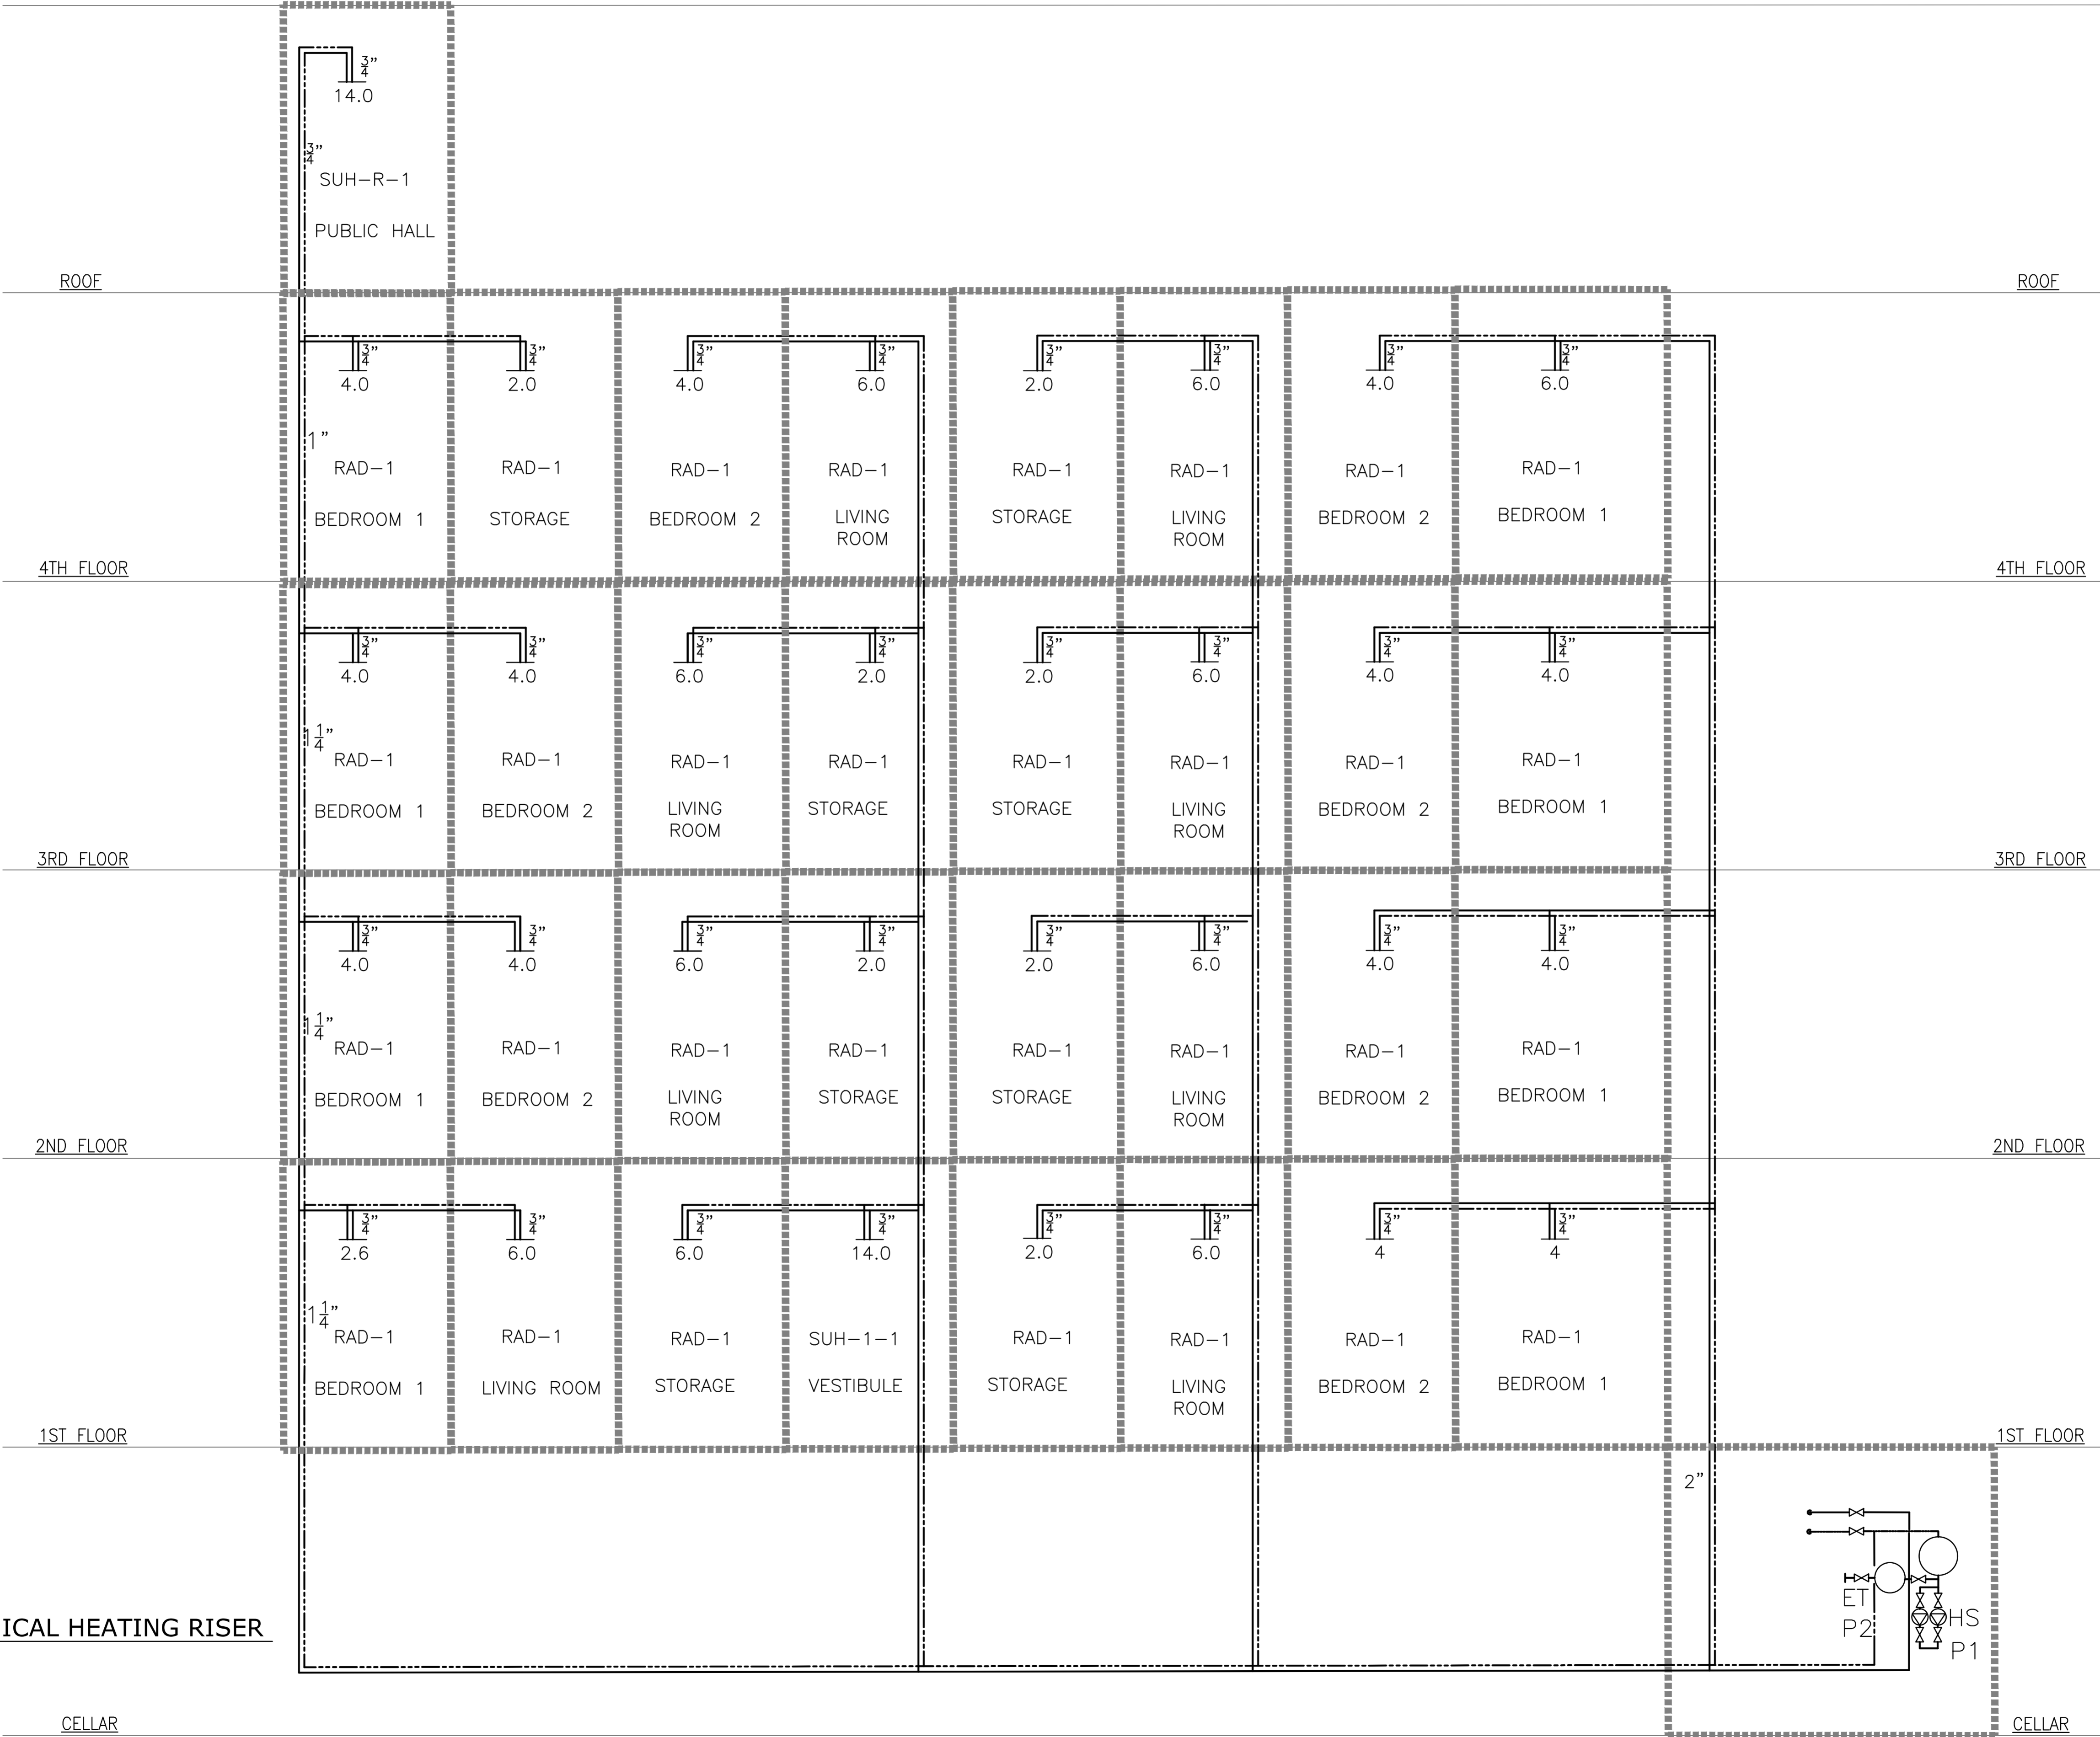 3/4"
14.0
3/4"
SUH-R-1
PUBLIC HALL
ROOF
ROOF
3/4" 3/4" 3/4" 3/4" 3/4" 3/4" 3/4" 3/4"
4.0 2.0 4.0 6.0 2.0 6.0 4.0 6.0
1"
RAD-1 RAD-1 RAD-1 RAD-1 RAD-1 RAD-1 RAD-1 RAD-1
BEDROOM 1 STORAGE BEDROOM 2 LIVING STORAGE LIVING BEDROOM 2 BEDROOM 1
ROOM ROOM
4TH FLOOR 4TH FLOOR
3/4" 3/4" 3/4" 3/4" 3/4" 3/4" 3/4" 3/4"
4.0 4.0 6.0 2.0 2.0 6.0 4.0 4.0
1 1/4"
RAD-1 RAD-1 RAD-1 RAD-1 RAD-1 RAD-1 RAD-1 RAD-1
BEDROOM 1 BEDROOM 2 LIVING STORAGE STORAGE LIVING BEDROOM 2 BEDROOM 1
ROOM ROOM
3RD FLOOR 3RD FLOOR
3/4" 3/4" 3/4" 3/4" 3/4" 3/4" 3/4" 3/4"
4.0 4.0 6.0 2.0 2.0 6.0 4.0 4.0
1 1/4"
RAD-1 RAD-1 RAD-1 RAD-1 RAD-1 RAD-1 RAD-1 RAD-1
BEDROOM 1 BEDROOM 2 LIVING STORAGE STORAGE LIVING BEDROOM 2 BEDROOM 1
ROOM ROOM
2ND FLOOR 2ND FLOOR
3/4" 3/4" 3/4" 3/4" 3/4" 3/4" 3/4" 3/4"
2.6 6.0 6.0 14.0 2.0 6.0 4 4
1 1/4"
RAD-1 RAD-1 RAD-1 SUH-1-1 RAD-1 RAD-1 RAD-1 RAD-1
BEDROOM 1 LIVING ROOM STORAGE VESTIBULE STORAGE LIVING BEDROOM 2 BEDROOM 1
ROOM
1ST FLOOR 1ST FLOOR
2"
ET
P2
HS
P1
ICAL HEATING RISER
CELLAR CELLAR